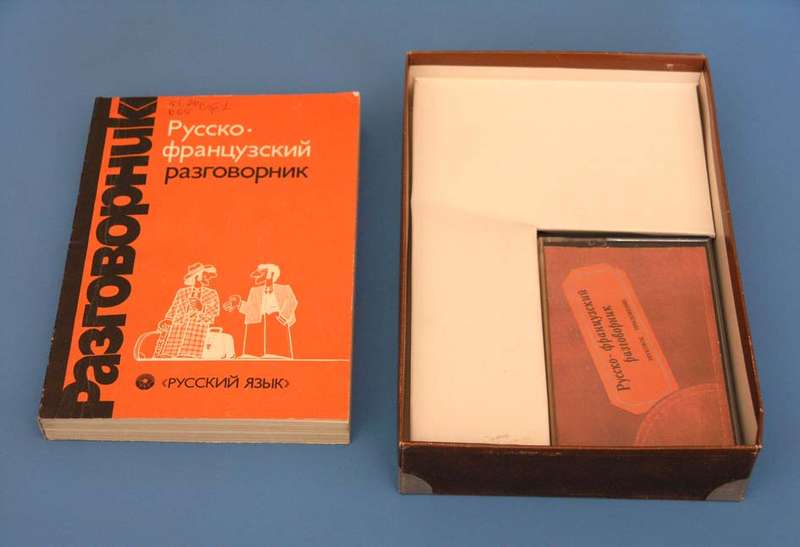 Разговорник
Русско-
французский
разговорник
«РУССКИЙ ЯЗЫК»
Русско-французский
разговорник